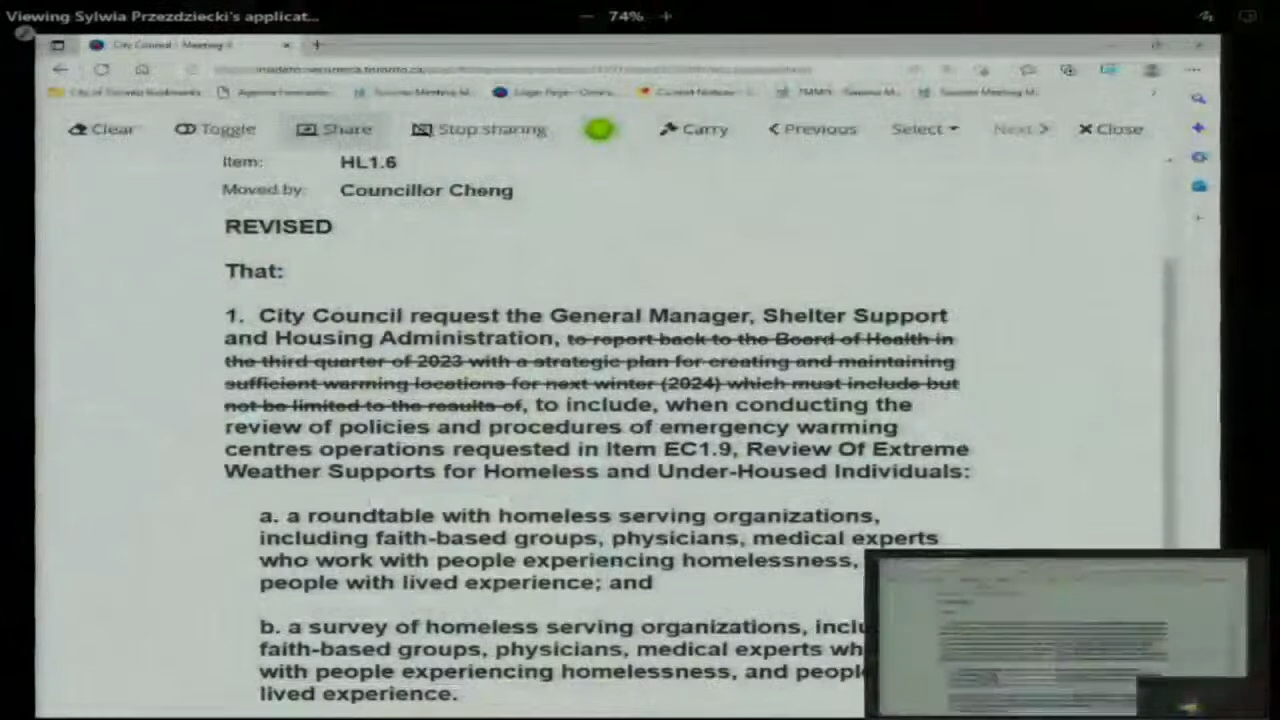 Viewing Sylwia Przezdziecki's applicat...
74%
City Council - Meeting
Clear Toggle Share Stop sharing Carry Previous Select Next Close
Item: HL1.6
Moved by: Councillor Cheng
REVISED
That:
1. City Council request the General Manager, Shelter Support
and Housing Administration, to report back to the Board of Health in
the third quarter of 2023 with a strategic plan for creating and maintaining
sufficient warming locations for next winter (2024) which must include but
not be limited to the results of, to include, when conducting the
review of policies and procedures of emergency warming
centres operations requested in Item EC1.9, Review Of Extreme
Weather Supports for Homeless and Under-Housed Individuals:
a. a roundtable with homeless serving organizations,
including faith-based groups, physicians, medical experts
who work with people experiencing homelessness,
people with lived experience; and
b. a survey of homeless serving organizations, inclu
faith-based groups, physicians, medical experts wh
with people experiencing homelessness, and people
lived experience.